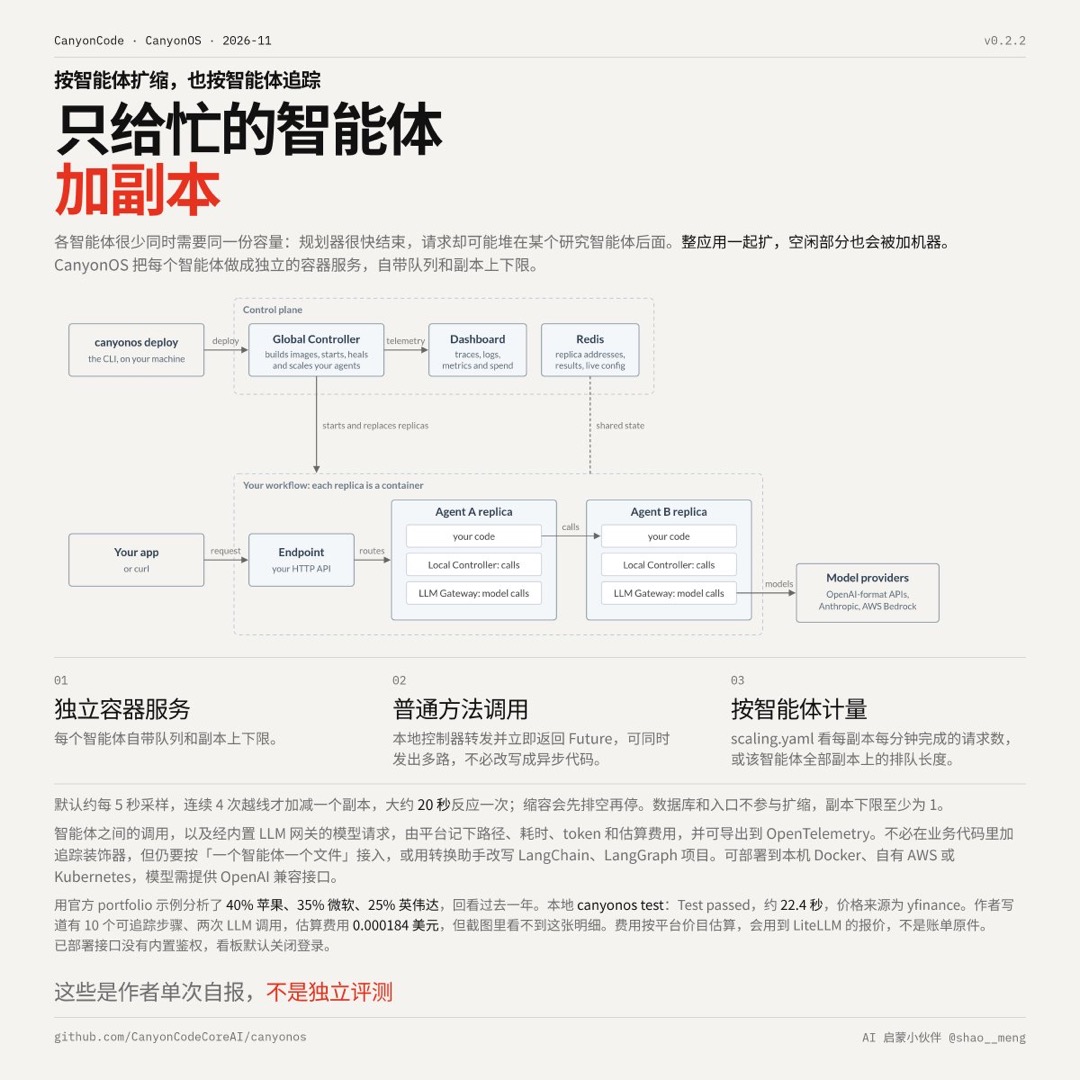 CanyonCode · CanyonOS · 2026-11
v0.2.2
按智能体扩缩，也按智能体追踪
只给忙的智能体
加副本
各智能体很少同时需要同一份容量：规划器很快结束，请求却可能堆在某个研究智能体后面。整应用一起扩，空闲部分也会被加机器。
CanyonOS 把每个智能体做成独立的容器服务，自带队列和副本上下限。
Control plane
canyonos deploy
the CLI, on your machine
deploy
Global Controller
builds images, starts, heals
and scales your agents
telemetry
Dashboard
traces, logs,
metrics and spend
Redis
replica addresses,
results, live config
starts and replaces replicas
shared state
Your workflow: each replica is a container
Your app
or curl
request
Endpoint
your HTTP API
routes
Agent A replica
your code
Local Controller: calls
LLM Gateway: model calls
calls
Agent B replica
your code
Local Controller: calls
LLM Gateway: model calls
models
Model providers
OpenAI-format APIs,
Anthropic, AWS Bedrock
01
独立容器服务
每个智能体自带队列和副本上下限。
02
普通方法调用
本地控制器转发并立即返回 Future，可同时
发出多路，不必改写成异步代码。
03
按智能体计量
scaling.yaml 看每副本每分钟完成的请求数，
或该智能体全部副本上的排队长度。
默认约每 5 秒采样，连续 4 次越线才加减一个副本，大约 20 秒反应一次；缩容会先排空再停。数据库和入口不参与扩缩，副本下限至少为 1。
智能体之间的调用，以及经内置 LLM 网关的模型请求，由平台记下路径、耗时、token 和估算费用，并可导出到 OpenTelemetry。不必在业务代码里加
追踪装饰器，但仍要按「一个智能体一个文件」接入，或用转换助手改写 LangChain、LangGraph 项目。可部署到本机 Docker、自有 AWS 或
Kubernetes，模型需提供 OpenAI 兼容接口。
用官方 portfolio 示例分析了 40% 苹果、35% 微软、25% 英伟达，回看过去一年。本地 canyonos test：Test passed，约 22.4 秒，价格来源为 yfinance。作者写
道有 10 个可追踪步骤、两次 LLM 调用，估算费用 0.000184 美元，但截图里看不到这张明细。费用按平台价目估算，会用到 LiteLLM 的报价，不是账单原件。
已部署接口没有内置鉴权，看板默认关闭登录。
这些是作者单次自报，不是独立评测
github.com/CanyonCodeCoreAI/canyonos
AI 启蒙小伙伴 @shao__meng